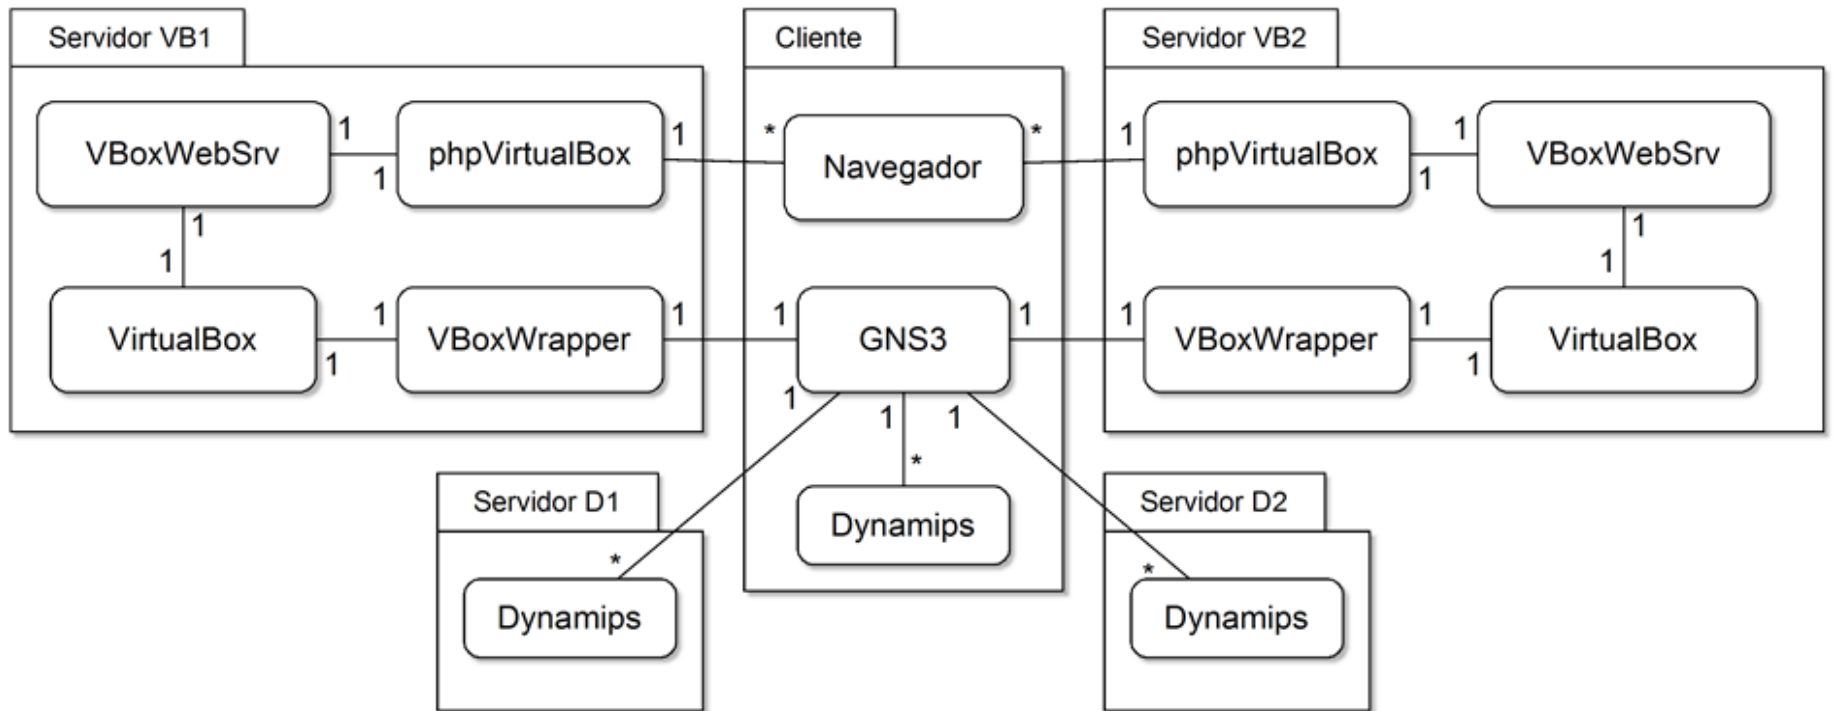 Servidor VB1
Cliente
Servidor VB2
VBoxWebSrv
1
1
phpVirtualBox
1
*
Navegador
*
1
phpVirtualBox
1
1
VBoxWebSrv
1
1
1
1
VirtualBox
1
1
VBoxWrapper
1
1
GNS3
1
1
VBoxWrapper
1
1
VirtualBox
1
1
1
*
*
*
Servidor D1
Dynamips
Servidor D2
Dynamips
Dynamips